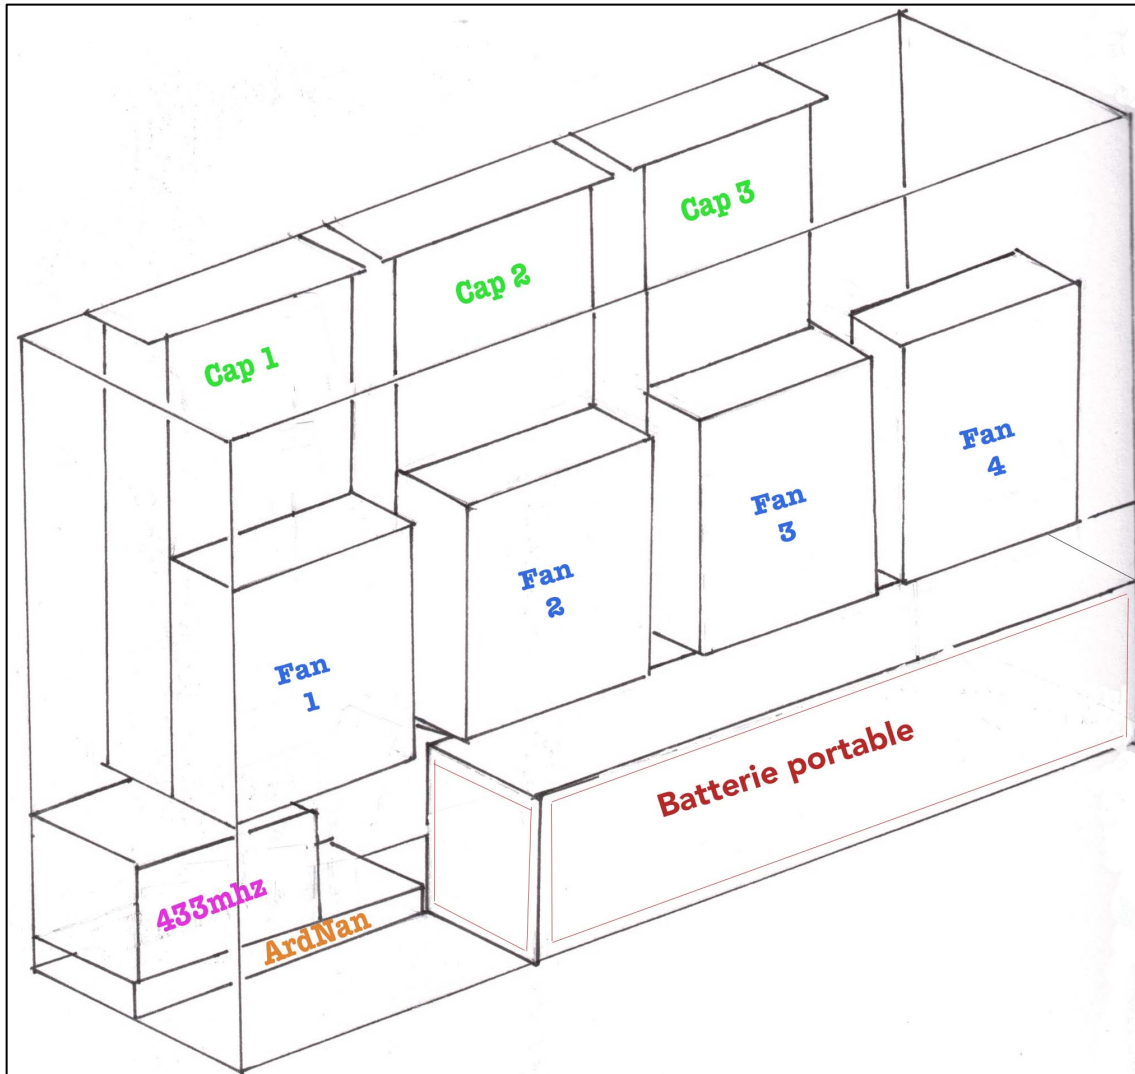 Cap 3
Cap 2
Cap 1
Fan
4
Fan
3
Fan
2
Fan
1
Batterie portable
433mhz
ArdNan